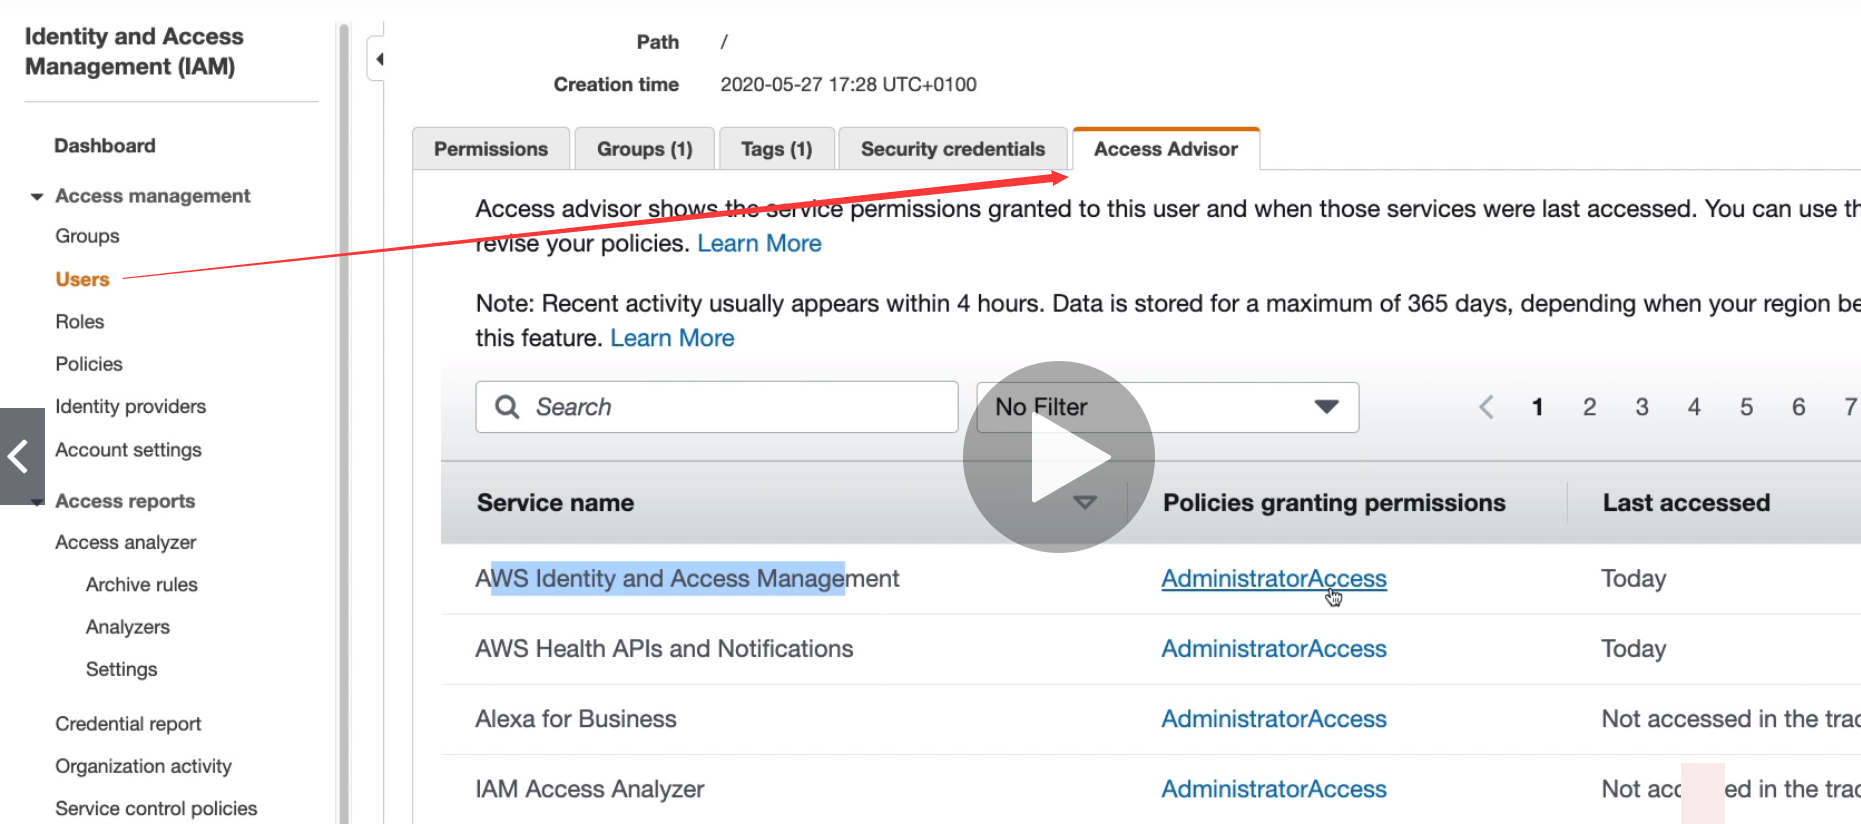 Identity and Access
Management (IAM)
Dashboard
Access management
Groups
Users
Roles
Policies
Identity providers
Account settings
Access reports
Access analyzer
Archive rules
Analyzers
Settings
Credential report
Organization activity
Service control policies
Path /
Creation time 2020-05-27 17:28 UTC+0100
Permissions Groups (1) Tags (1) Security credentials Access Advisor
Access advisor shows the service permissions granted to this user and when those services were last accessed. You can use
revise your policies. Learn More
Note: Recent activity usually appears within 4 hours. Data is stored for a maximum of 365 days, depending when your region
this feature. Learn More
Search No Filter 1 2 3 4 5 6 7
Service name Policies granting permissions Last accessed
AWS Identity and Access Management AdministratorAccess Today
AWS Health APIs and Notifications AdministratorAccess Today
Alexa for Business AdministratorAccess Not accessed in the
IAM Access Analyzer AdministratorAccess Not in the